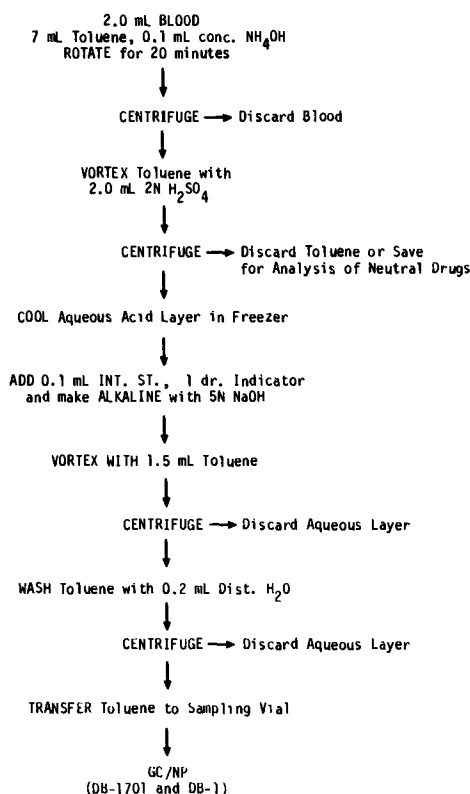 2.0 mL BLOOD
7 mL Toluene, 0.1 mL conc. NH4OH
ROTATE for 20 minutes
CENTRIFUGE → Discard Blood
VORTEX Toluene with
2.0 mL 2N H2SO4
CENTRIFUGE → Discard Toluene or Save
for Analysis of Neutral Drugs
COOL Aqueous Acid Layer in Freezer
ADD 0.1 mL INT. ST., 1 dr. Indicator
and make ALKALINE with 5N NaOH
VORTEX WITH 1.5 mL Toluene
CENTRIFUGE → Discard Aqueous Layer
WASH Toluene with 0.2 mL Dist. H2O
CENTRIFUGE → Discard Aqueous Layer
TRANSFER Toluene to Sampling Vial
GC/NP
(DB-1701 and DB-1)